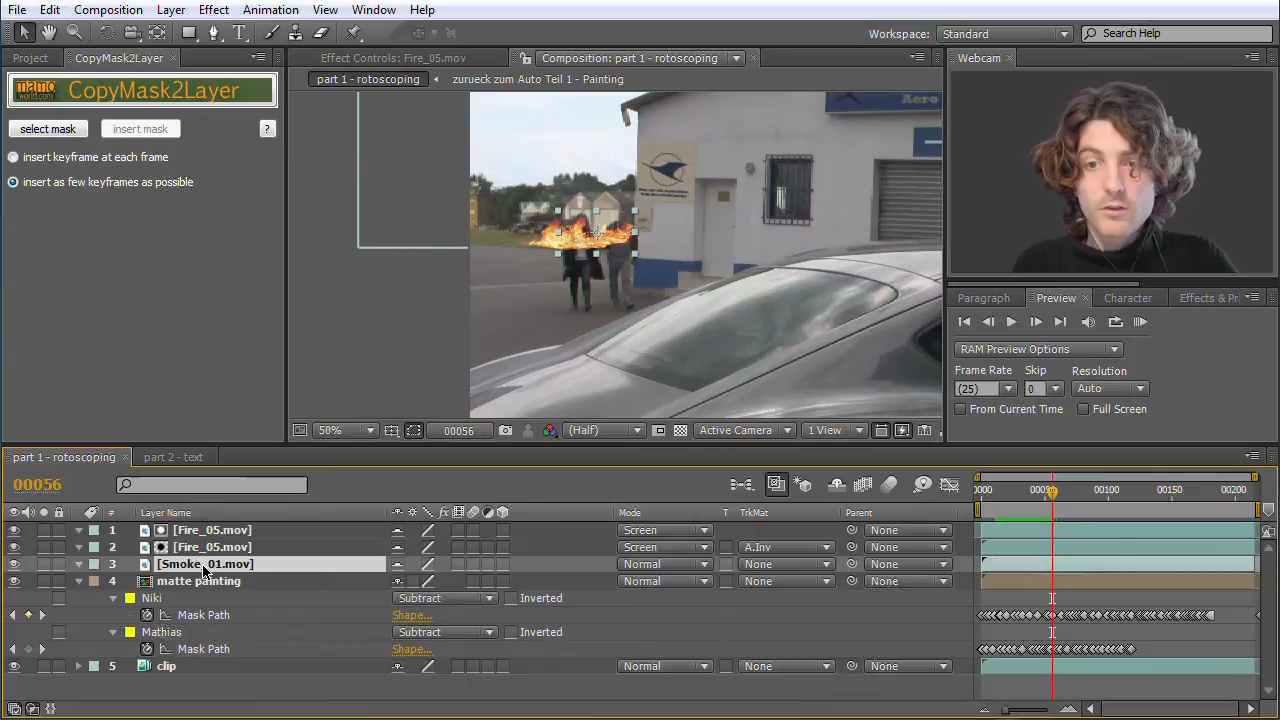 File Edit Composition Layer Effect Animation View Window Help
Workspace: Standard Search Help
Project CopyMask2Layer × Effect Controls: Fire_05.mov Composition: part 1 - rotoscoping × Webcam ×
part 1 - rotoscoping zurueck zum Auto Teil 1 - Painting
mamo world.com CopyMask2Layer
select mask insert mask ?
insert keyframe at each frame
insert as few keyframes as possible
Aero
Paragraph Preview × Character Effects & Pr
RAM Preview Options
Frame Rate Skip Resolution
(25) 0 Auto
From Current Time Full Screen
50% 00056 (Half) Active Camera 1 View
part 1 - rotoscoping × part 2 - text
00056
0000 00100 00150 00200
# Layer Name Mode T TrkMat Parent
1 [Fire_05.mov] Screen None
2 [Fire_05.mov] Screen A.Inv None
3 [Smoke_01.mov] Normal None None
4 matte painting Normal None None
Niki Subtract Inverted
Mask Path Shape...
Mathias Subtract Inverted
Mask Path Shape...
5 clip Normal None None